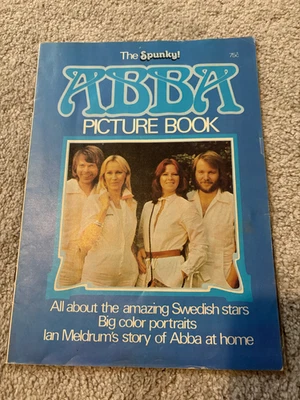 The Spunky!
75¢
ABBA
PICTURE BOOK
All about the amazing Swedish stars
Big color portraits
Ian Meldrum's story of Abba at home